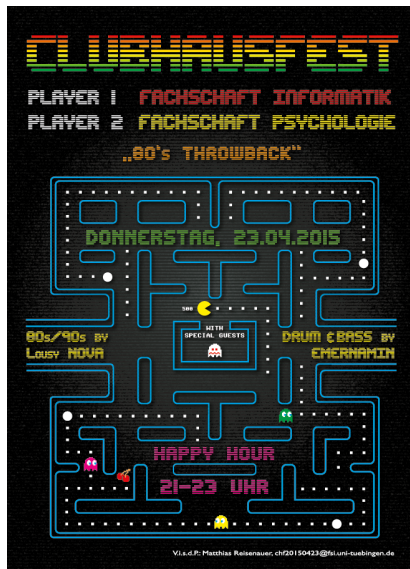 CLUBHAUSFEST
PLAYER 1 FACHSCHAFT INFORMATIK
PLAYER 2 FACHSCHAFT PSYCHOLOGIE
„80's THROWBACK“
DONNERSTAG, 23.04.2015
500
WITH
SPECIAL GUESTS
80s/90s BY
Lousy NOVA
DRUM & BASS BY
EMERNAMIN
HAPPY HOUR
21-23 UHR
V.i.s.d.P.: Matthias Reisenauer, chf20150423@fsi.uni-tuebingen.de